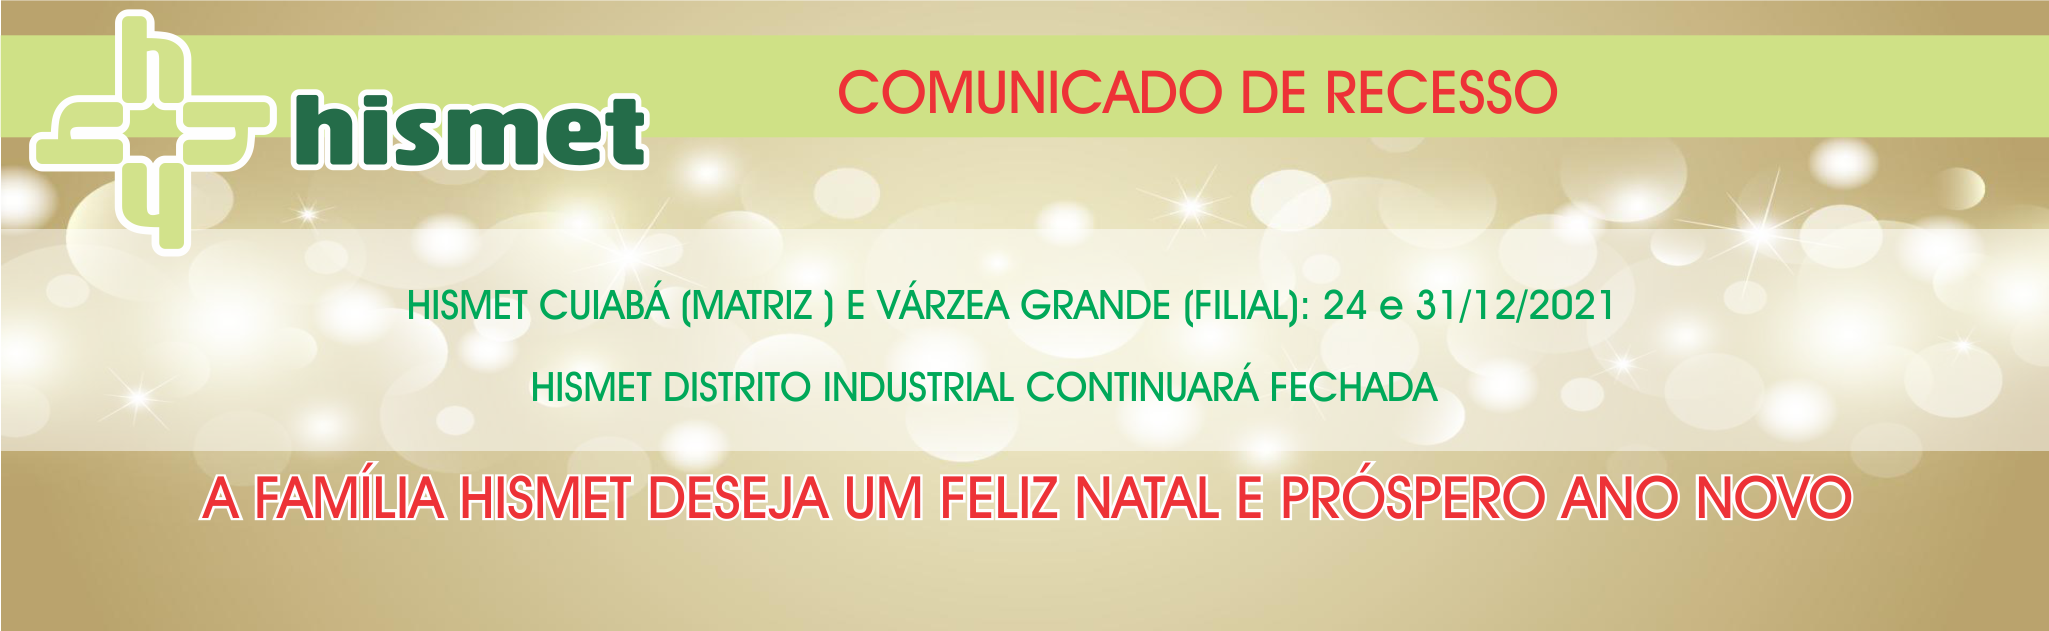 COMUNICADO DE RECESSO
hismet
HISMET CUIABÁ (MATRIZ ) E VÁRZEA GRANDE (FILIAL): 24 e 31/12/2021
HISMET DISTRITO INDUSTRIAL CONTINUARÁ FECHADA
A FAMÍLIA HISMET DESEJA UM FELIZ NATAL E PRÓSPERO ANO NOVO